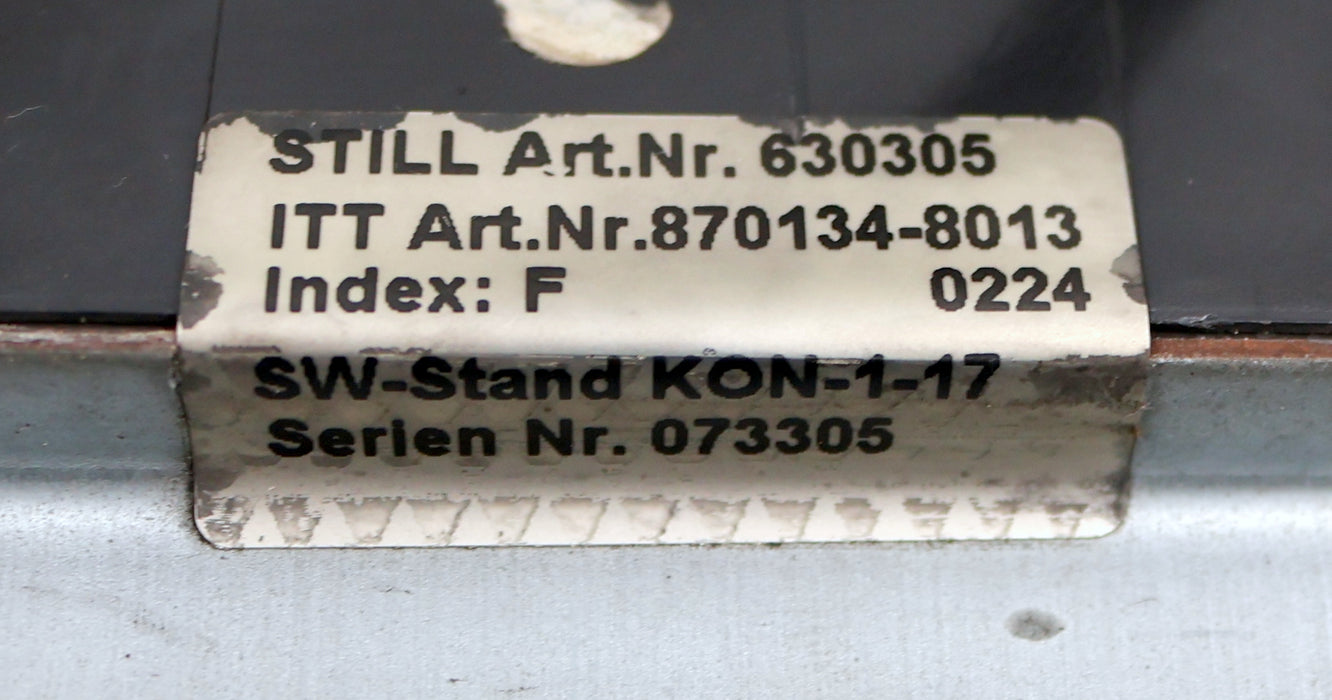 STILL Art.Nr. 630305
ITT Art.Nr.870134-8013
Index: F 0224
SW-Stand KON-1-17
Serien Nr. 073305